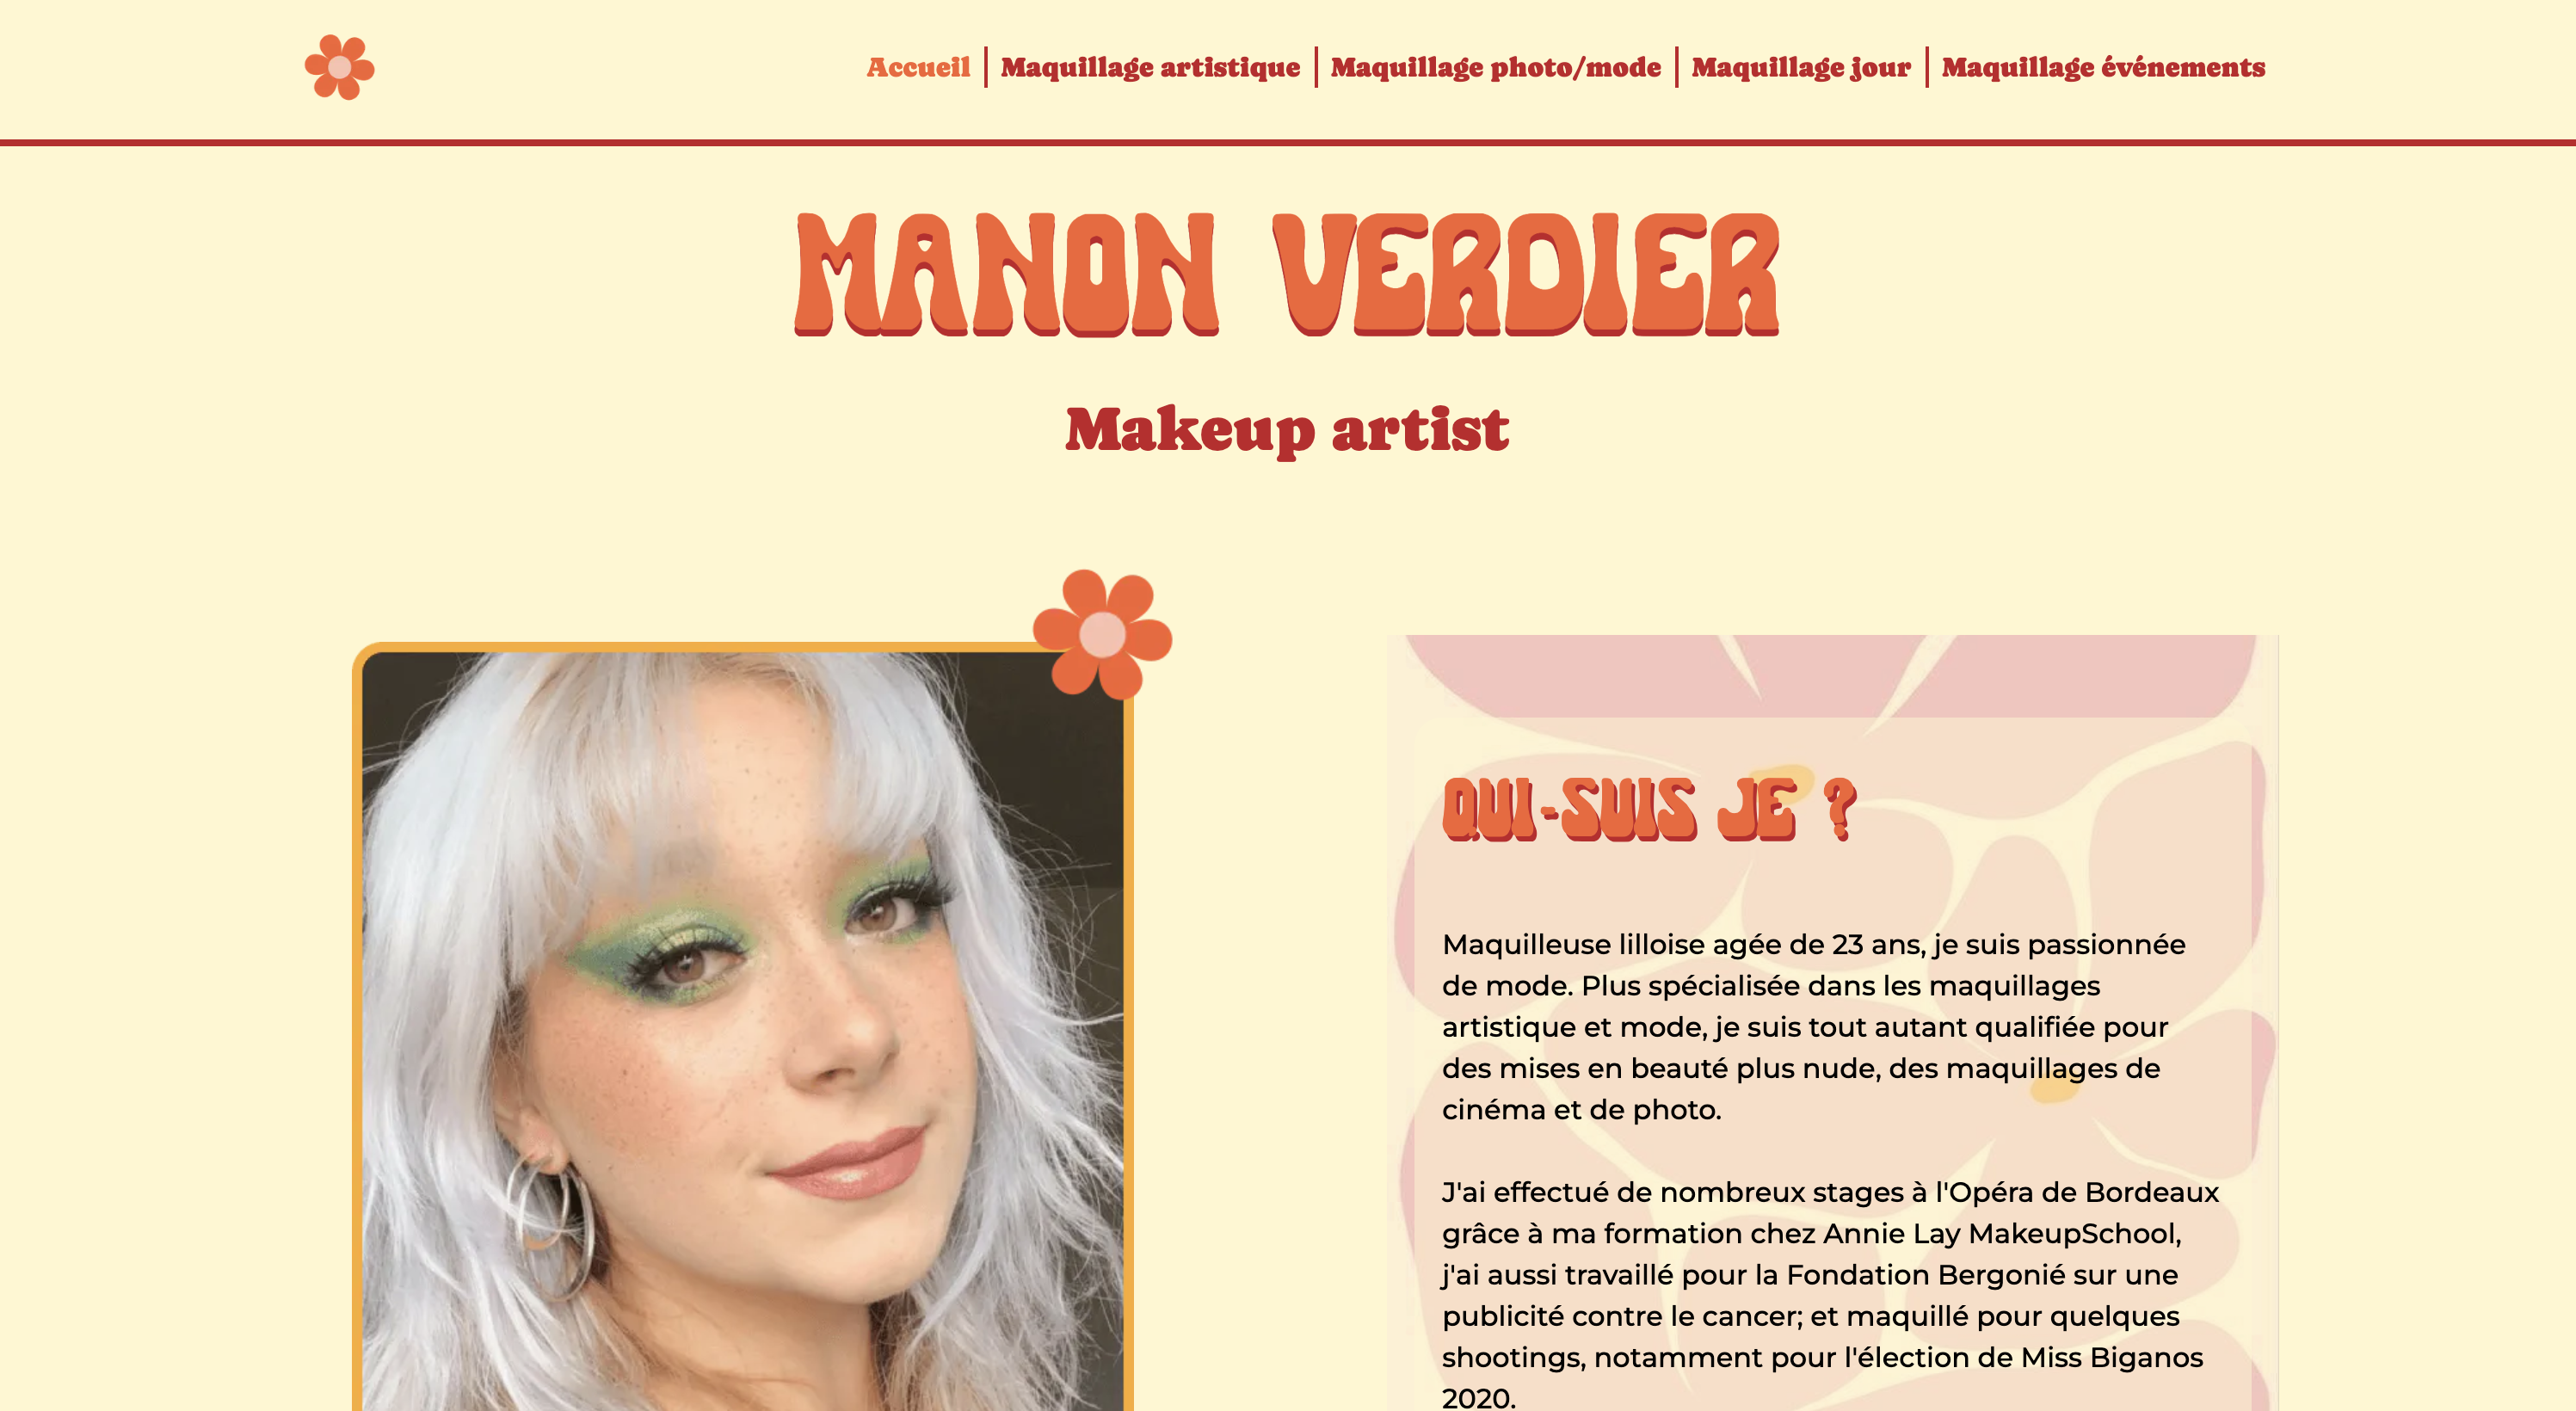 Accueil | Maquillage artistique | Maquillage photo/mode | Maquillage jour | Maquillage événements
MANON VERDIER
Makeup artist
QUI-SUIS JE ?
Maquilleuse lilloise agée de 23 ans, je suis passionnée
de mode. Plus spécialisée dans les maquillages
artistique et mode, je suis tout autant qualifiée pour
des mises en beauté plus nude, des maquillages de
cinéma et de photo.
J'ai effectué de nombreux stages à l'Opéra de Bordeaux
grâce à ma formation chez Annie Lay MakeupSchool,
j'ai aussi travaillé pour la Fondation Bergonié sur une
publicité contre le cancer; et maquillé pour quelques
shootings, notamment pour l'élection de Miss Biganos
2020.